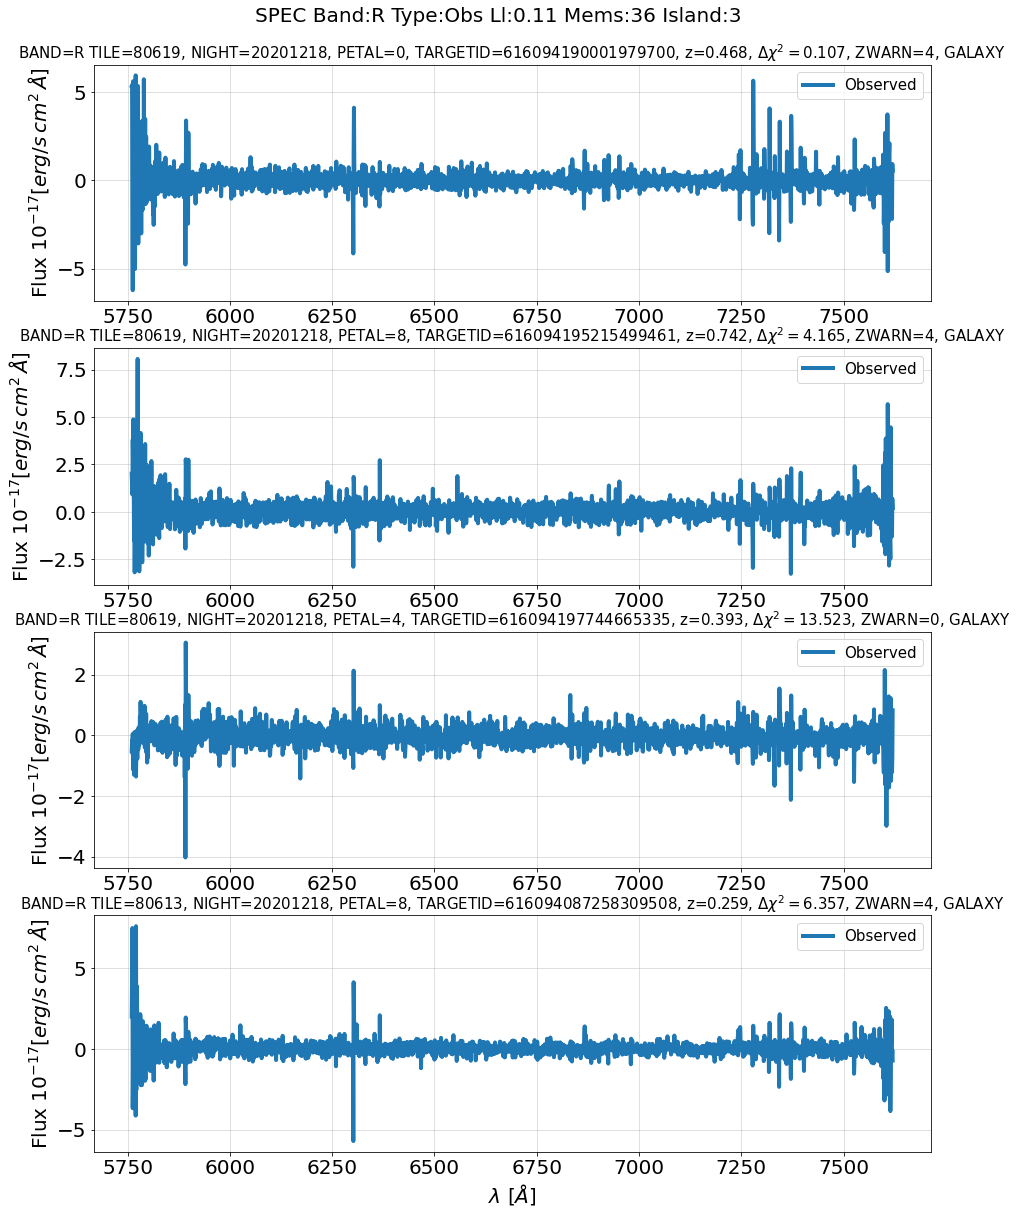 SPEC Band:R Type:Obs Ll:0.11 Mems:36 Island:3
BAND=R TILE=80619, NIGHT=20201218, PETAL=0, TARGETID=616094190001979700, z=0.468, Δχ² = 0.107, ZWARN=4, GALAXY
Observed
Flux 10⁻¹⁷[erg/s cm² Å]
5
0
−5
5750 6000 6250 6500 6750 7000 7250 7500
BAND=R TILE=80619, NIGHT=20201218, PETAL=8, TARGETID=616094195215499461, z=0.742, Δχ² = 4.165, ZWARN=4, GALAXY
Observed
Flux 10⁻¹⁷[erg/s cm² Å]
7.5
5.0
2.5
0.0
−2.5
5750 6000 6250 6500 6750 7000 7250 7500
BAND=R TILE=80619, NIGHT=20201218, PETAL=4, TARGETID=616094197744665335, z=0.393, Δχ² = 13.523, ZWARN=0, GALAXY
Observed
Flux 10⁻¹⁷[erg/s cm² Å]
2
0
−2
−4
5750 6000 6250 6500 6750 7000 7250 7500
BAND=R TILE=80613, NIGHT=20201218, PETAL=8, TARGETID=616094087258309508, z=0.259, Δχ² = 6.357, ZWARN=4, GALAXY
Observed
Flux 10⁻¹⁷[erg/s cm² Å]
5
0
−5
5750 6000 6250 6500 6750 7000 7250 7500
λ [Å]